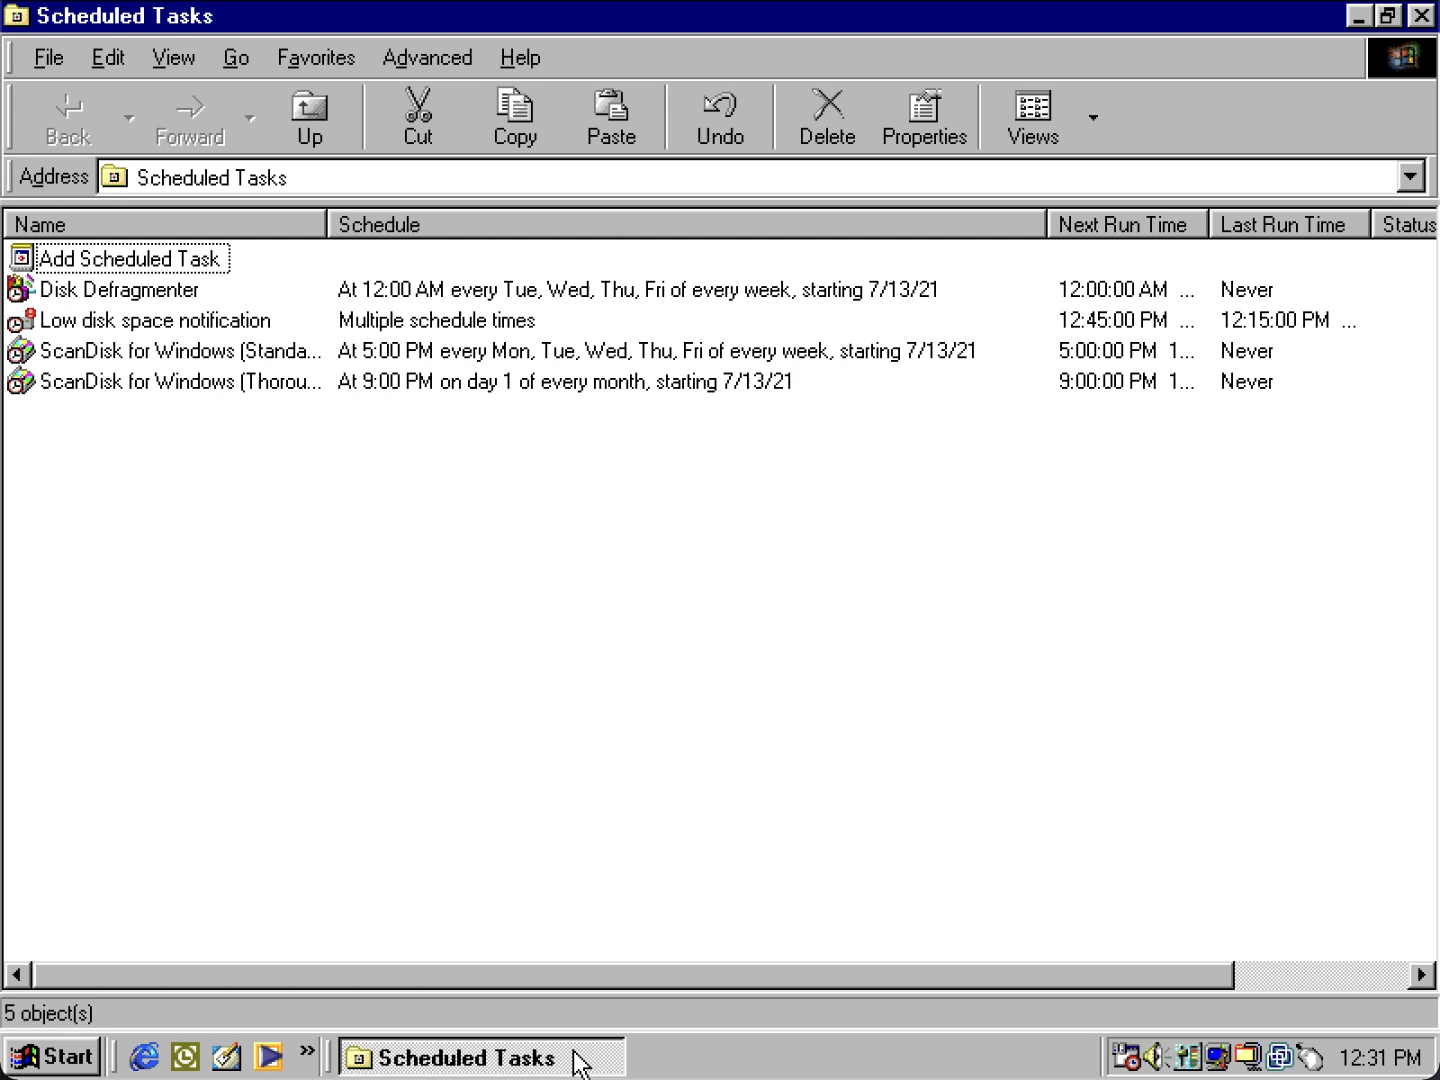 Scheduled Tasks
File Edit View Go Favorites Advanced Help
Back Forward Up Cut Copy Paste Undo Delete Properties Views
Address Scheduled Tasks
Name Schedule Next Run Time Last Run Time Status
Add Scheduled Task
Disk Defragmenter At 12:00 AM every Tue, Wed, Thu, Fri of every week, starting 7/13/21 12:00:00 AM ... Never
Low disk space notification Multiple schedule times 12:45:00 PM ... 12:15:00 PM ...
ScanDisk for Windows (Standa... At 5:00 PM every Mon, Tue, Wed, Thu, Fri of every week, starting 7/13/21 5:00:00 PM 1... Never
ScanDisk for Windows (Thorou... At 9:00 PM on day 1 of every month, starting 7/13/21 9:00:00 PM 1... Never
5 object(s)
Start » Scheduled Tasks 12:31 PM